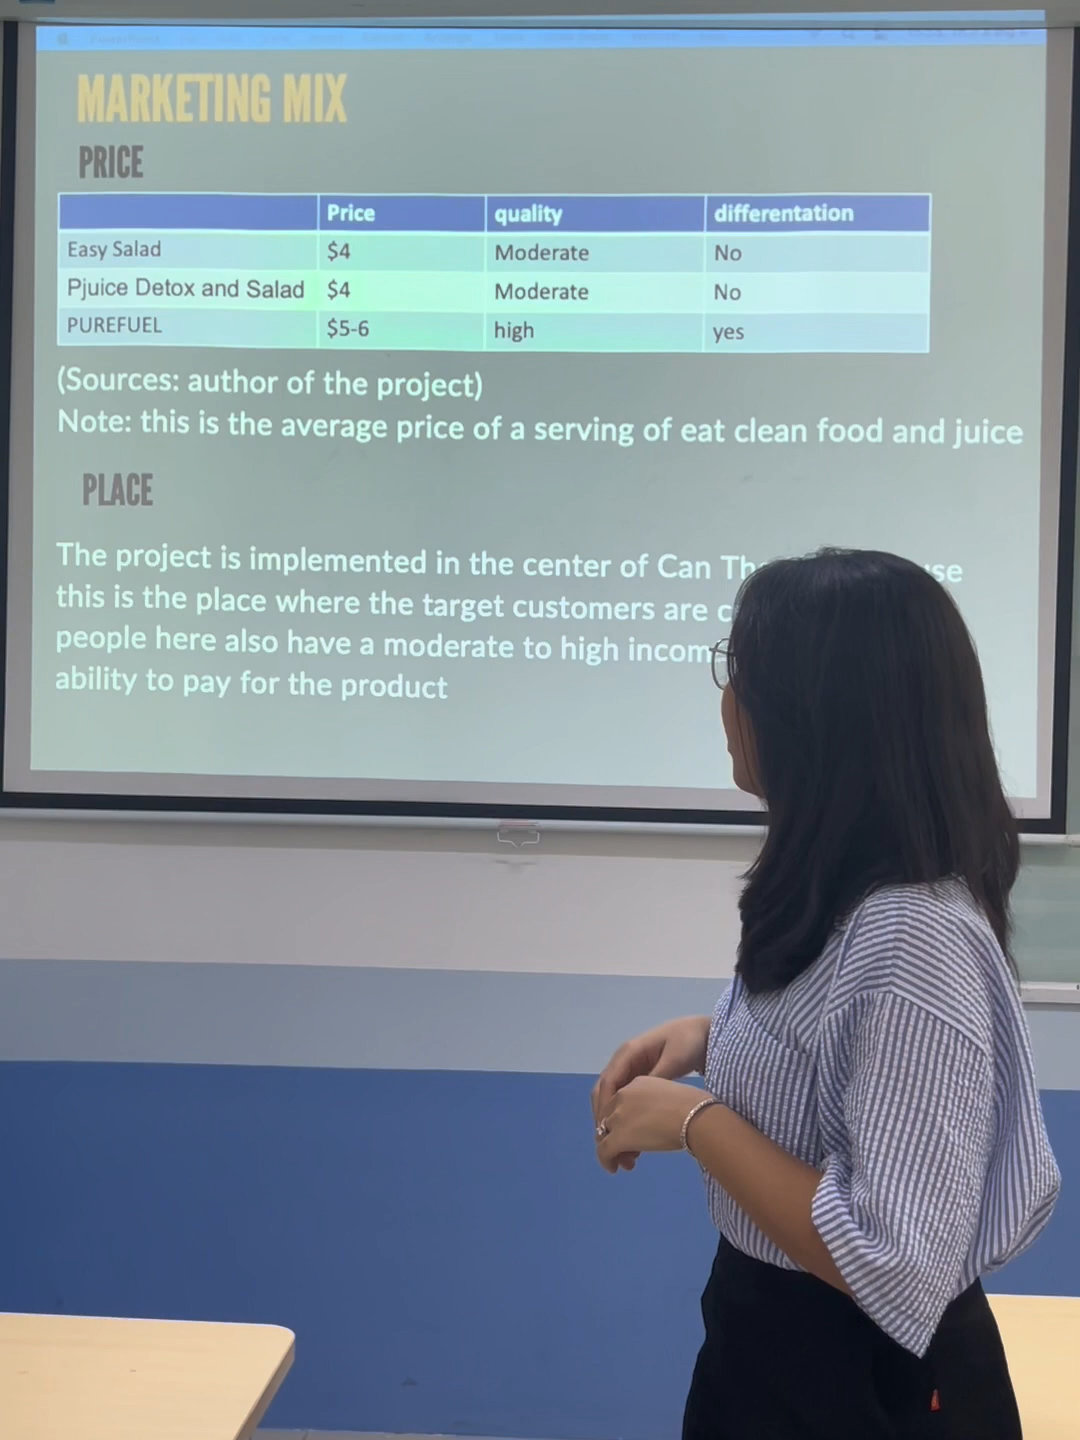 MARKETING MIX
PRICE
Price quality differentation
Easy Salad $4 Moderate No
Pjuice Detox and Salad $4 Moderate No
PUREFUEL $5-6 high yes
(Sources: author of the project)
Note: this is the average price of a serving of eat clean food and juice
PLACE
The project is implemented in the center of Can
this is the place where the target customers are
people here also have a moderate to high
ability to pay for the product